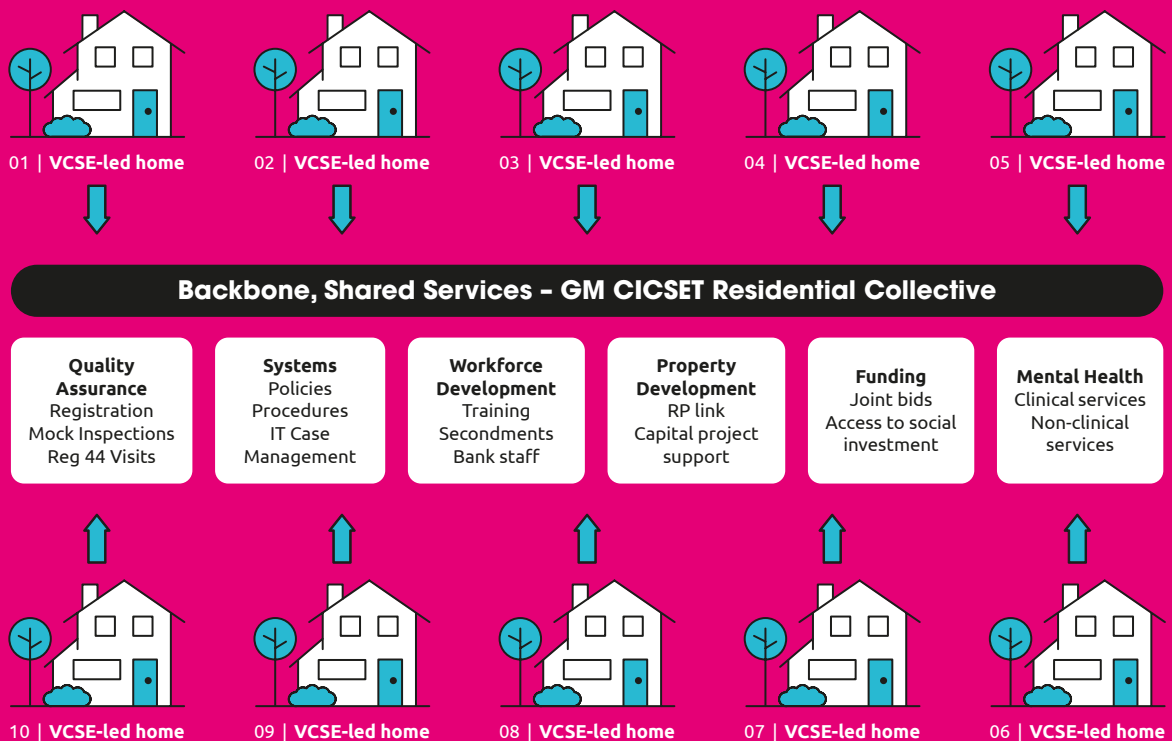 01 | VCSE-led home
02 | VCSE-led home
03 | VCSE-led home
04 | VCSE-led home
05 | VCSE-led home
Backbone, Shared Services – GM CICSET Residential Collective
Quality
Assurance
Registration
Mock Inspections
Reg 44 Visits
Systems
Policies
Procedures
IT Case
Management
Workforce
Development
Training
Secondments
Bank staff
Property
Development
RP link
Capital project
support
Funding
Joint bids
Access to social
investment
Mental Health
Clinical services
Non-clinical
services
10 | VCSE-led home
09 | VCSE-led home
08 | VCSE-led home
07 | VCSE-led home
06 | VCSE-led home